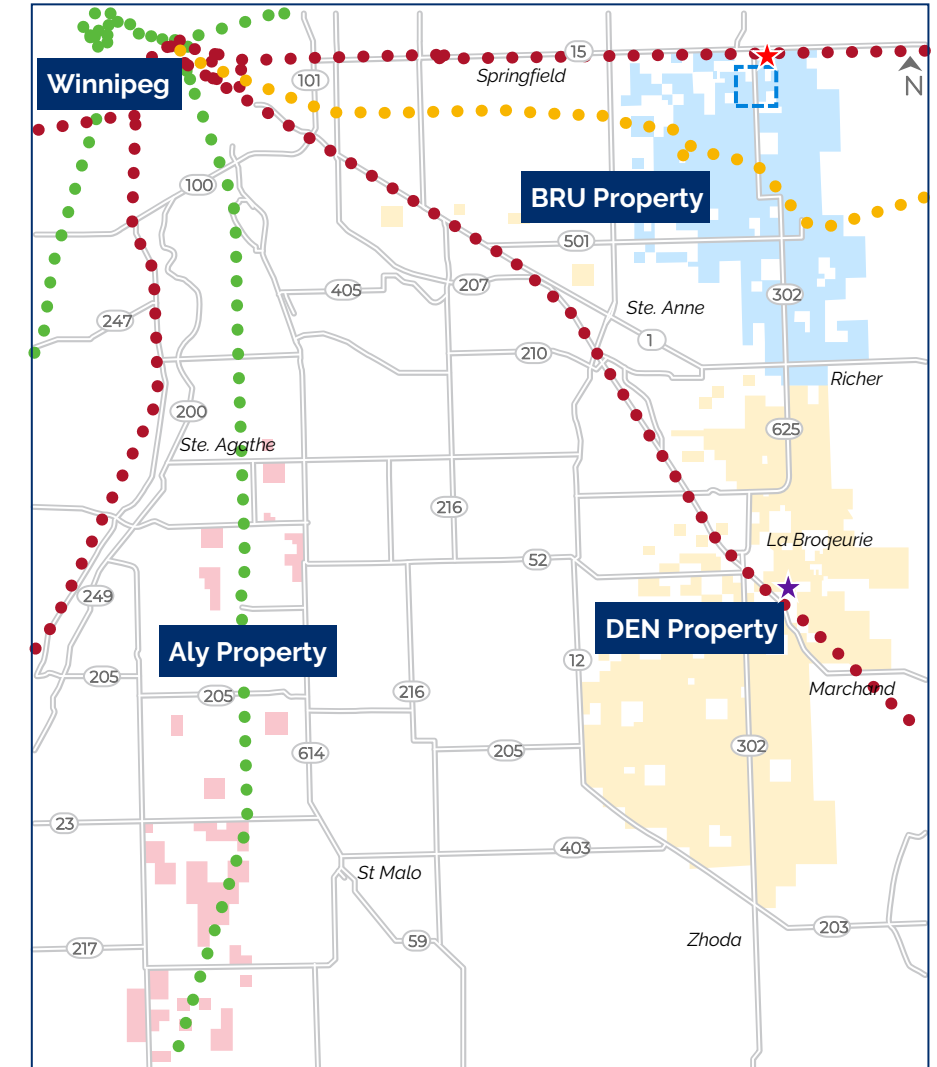 15
Springfield
101
N
Winnipeg
100
BRU Property
501
405
207
302
Ste. Anne
247
1
210
Richer
200
625
Ste. Agathe
216
La Broqeurie
52
249
DEN Property
Aly Property
12
205
205
216
Marchand
614
205
302
23
403
St Malo
203
217
59
Zhoda